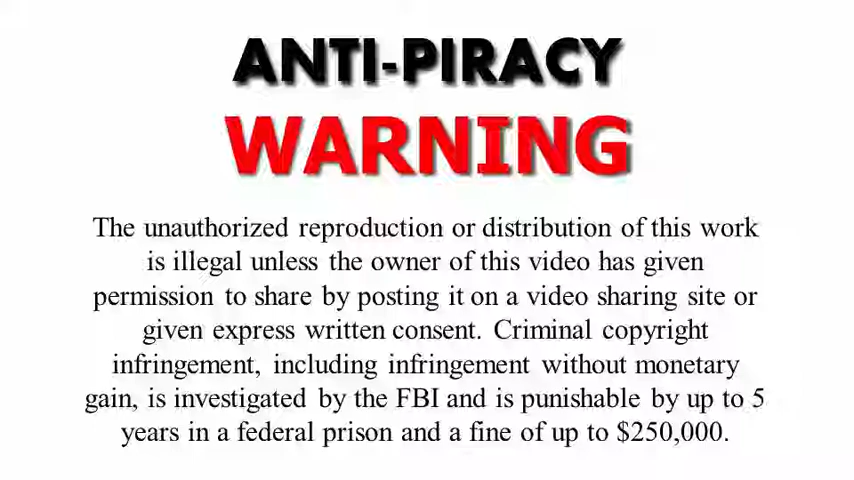 ANTI-PIRACY
WARNING
The unauthorized reproduction or distribution of this work
is illegal unless the owner of this video has given
permission to share by posting it on a video sharing site or
given express written consent. Criminal copyright
infringement, including infringement without monetary
gain, is investigated by the FBI and is punishable by up to 5
years in a federal prison and a fine of up to $250,000.